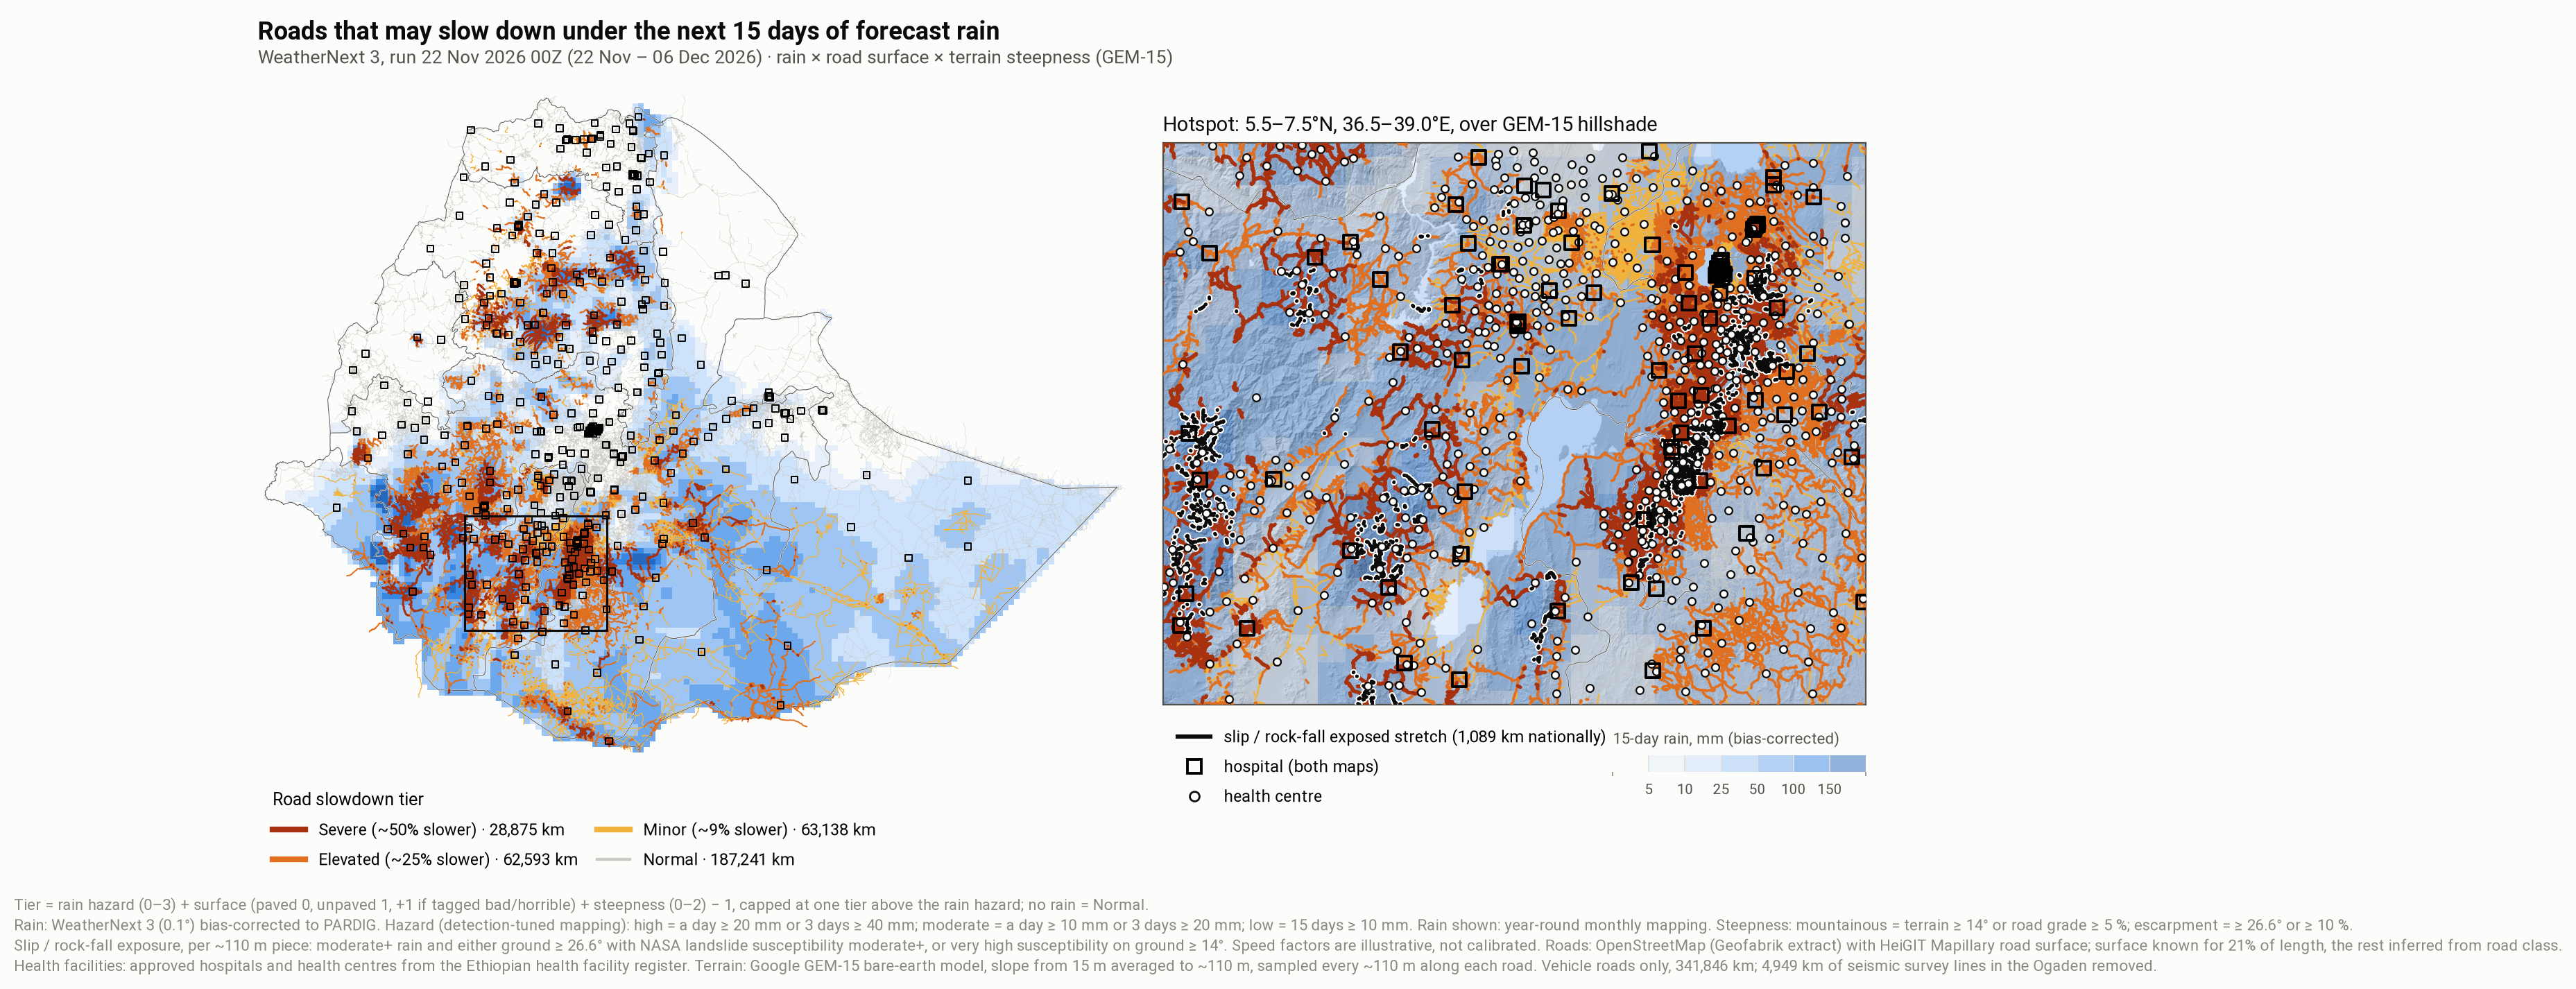 Roads that may slow down under the next 15 days of forecast rain
WeatherNext 3, run 22 Nov 2026 00Z (22 Nov – 06 Dec 2026) · rain × road surface × terrain steepness (GEM-15)
Hotspot: 5.5–7.5°N, 36.5–39.0°E, over GEM-15 hillshade
slip / rock-fall exposed stretch (1,089 km nationally)
hospital (both maps)
health centre
15-day rain, mm (bias-corrected)
5 10 25 50 100 150
Road slowdown tier
Severe (~50% slower) · 28,875 km
Minor (~9% slower) · 63,138 km
Elevated (~25% slower) · 62,593 km
Normal · 187,241 km
Tier = rain hazard (0–3) + surface (paved 0, unpaved 1, +1 if tagged bad/horrible) + steepness (0–2) − 1, capped at one tier above the rain hazard; no rain = Normal.
Rain: WeatherNext 3 (0.1°) bias-corrected to PARDIG. Hazard (detection-tuned mapping): high = a day ≥ 20 mm or 3 days ≥ 40 mm; moderate = a day ≥ 10 mm or 3 days ≥ 20 mm; low = 15 days ≥ 10 mm. Rain shown: year-round monthly mapping. Steepness: mountainous = terrain ≥ 14° or road grade ≥ 5 %; escarpment = ≥ 26.6° or ≥ 10 %.
Slip / rock-fall exposure, per ~110 m piece: moderate+ rain and either ground ≥ 26.6° with NASA landslide susceptibility moderate+, or very high susceptibility on ground ≥ 14°. Speed factors are illustrative, not calibrated. Roads: OpenStreetMap (Geofabrik extract) with HeiGIT Mapillary road surface; surface known for 21% of length, the rest inferred from road class.
Health facilities: approved hospitals and health centres from the Ethiopian health facility register. Terrain: Google GEM-15 bare-earth model, slope from 15 m averaged to ~110 m, sampled every ~110 m along each road. Vehicle roads only, 341,846 km; 4,949 km of seismic survey lines in the Ogaden removed.